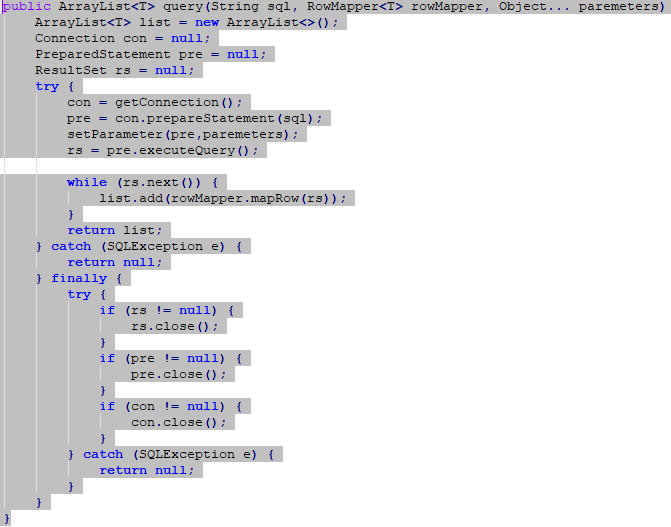 public ArrayList<T> query(String sql, RowMapper<T> rowMapper, Object... paremeters)
    ArrayList<T> list = new ArrayList<>();
    Connection con = null;
    PreparedStatement pre = null;
    ResultSet rs = null;
    try {
        con = getConnection();
        pre = con.prepareStatement(sql);
        setParameter(pre,paremeters);
        rs = pre.executeQuery();

        while (rs.next()) {
            list.add(rowMapper.mapRow(rs));
        }
        return list;
    } catch (SQLException e) {
        return null;
    } finally {
        try {
            if (rs != null) {
                rs.close();
            }
            if (pre != null) {
                pre.close();
            }
            if (con != null) {
                con.close();
            }
        } catch (SQLException e) {
            return null;
        }
    }
}